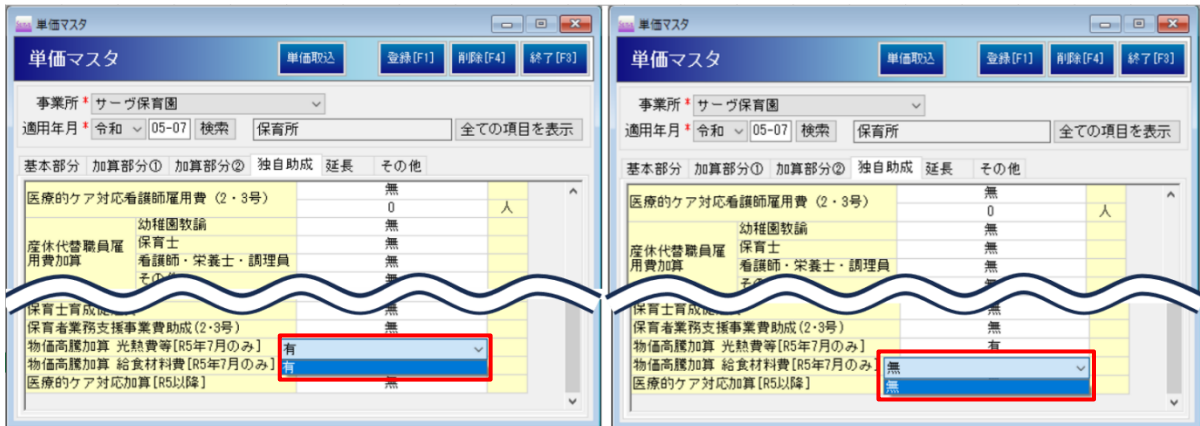 単価マスタ
単価マスタ 単価取込 登録[F1] 削除[F4] 終了[F3]
事業所* サーヴ保育園
適用年月* 令和 05-07 検索 保育所 全ての項目を表示
基本部分 加算部分① 加算部分② 独自助成 延長 その他
医療的ケア対応看護師雇用費(2・3号) 無
0 人
産休代替職員雇用費加算
幼稚園教諭 無
保育士 無
看護師・栄養士・調理員 無
保育者業務支援事業費助成(2・3号) 無
物価高騰加算 光熱費等[R5年7月のみ] 有
有
物価高騰加算 給食材料費[R5年7月のみ]
医療的ケア対応加算[R5以降] 無
単価マスタ
単価マスタ 単価取込 登録[F1] 削除[F4] 終了[F3]
事業所* サーヴ保育園
適用年月* 令和 05-07 検索 保育所 全ての項目を表示
基本部分 加算部分① 加算部分② 独自助成 延長 その他
医療的ケア対応看護師雇用費(2・3号) 無
0 人
産休代替職員雇用費加算
幼稚園教諭 無
保育士 無
看護師・栄養士・調理員 無
保育者業務支援事業費助成(2・3号) 無
物価高騰加算 光熱費等[R5年7月のみ] 有
物価高騰加算 給食材料費[R5年7月のみ] 無
無
医療的ケア対応加算[R5以降]